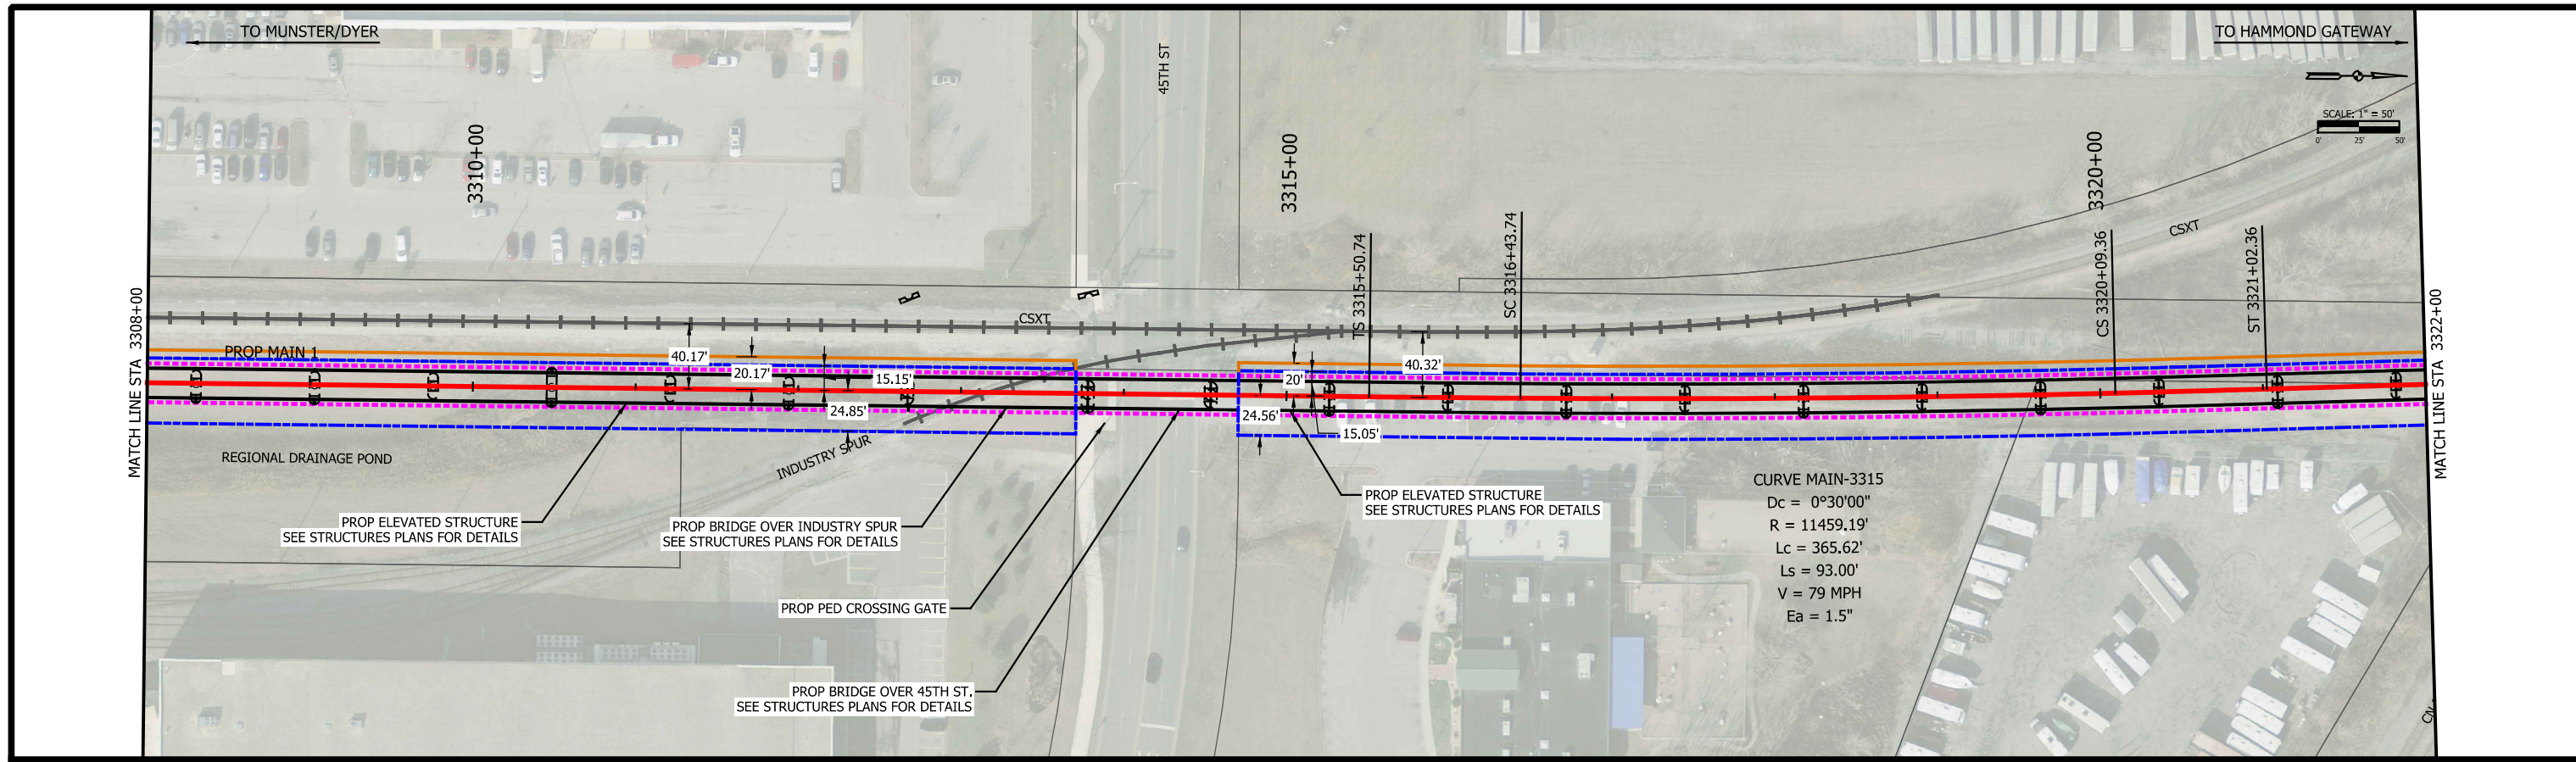 TO MUNSTER/DYER
45TH ST
TO HAMMOND GATEWAY
SCALE: 1" = 50'
0' 25' 50'
3310+00
3315+00
3320+00
TS 3315+50.74
SC 3316+43.74
CS 3320+09.36
ST 3321+02.36
CSXT
CSXT
MATCH LINE STA 3308+00
MATCH LINE STA 3322+00
PROP MAIN 1
40.17'
20.17'
15.15'
24.85'
40.32'
20'
24.56'
15.05'
REGIONAL DRAINAGE POND
INDUSTRY SPUR
PROP ELEVATED STRUCTURE
SEE STRUCTURES PLANS FOR DETAILS
PROP BRIDGE OVER INDUSTRY SPUR
SEE STRUCTURES PLANS FOR DETAILS
PROP ELEVATED STRUCTURE
SEE STRUCTURES PLANS FOR DETAILS
PROP PED CROSSING GATE
PROP BRIDGE OVER 45TH ST.
SEE STRUCTURES PLANS FOR DETAILS
CURVE MAIN-3315
Dc = 0°30'00"
R = 11459.19'
Lc = 365.62'
Ls = 93.00'
V = 79 MPH
Ea = 1.5"